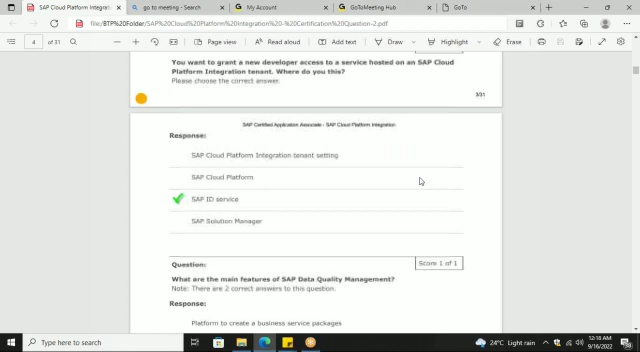 SAP Cloud Platform Integrati
go to meeting - Search
My Account
GoToMeeting Hub
GoTo
file/BTP%20Folder/SAP%20Cloud%20Platform%20Integration%20-%20Certification%20Question-2.pdf
4 of 31
Page view
Read aloud
Add text
Draw
Highlight
Erase
You want to grant a new developer access to a service hosted on an SAP Cloud
Platform Integration tenant. Where do you this?
Please choose the correct answer.
3/31
SAP Certified Application Associate - SAP Cloud Platform Integration
Response:
SAP Cloud Platform Integration tenant setting
SAP Cloud Platform
SAP ID service
SAP Solution Manager
Question:
Score 1 of 1
What are the main features of SAP Data Quality Management?
Note: There are 2 correct answers to this question.
Response:
Platform to create a business service packages
Type here to search
24°C Light rain
12:18 AM
9/16/2022